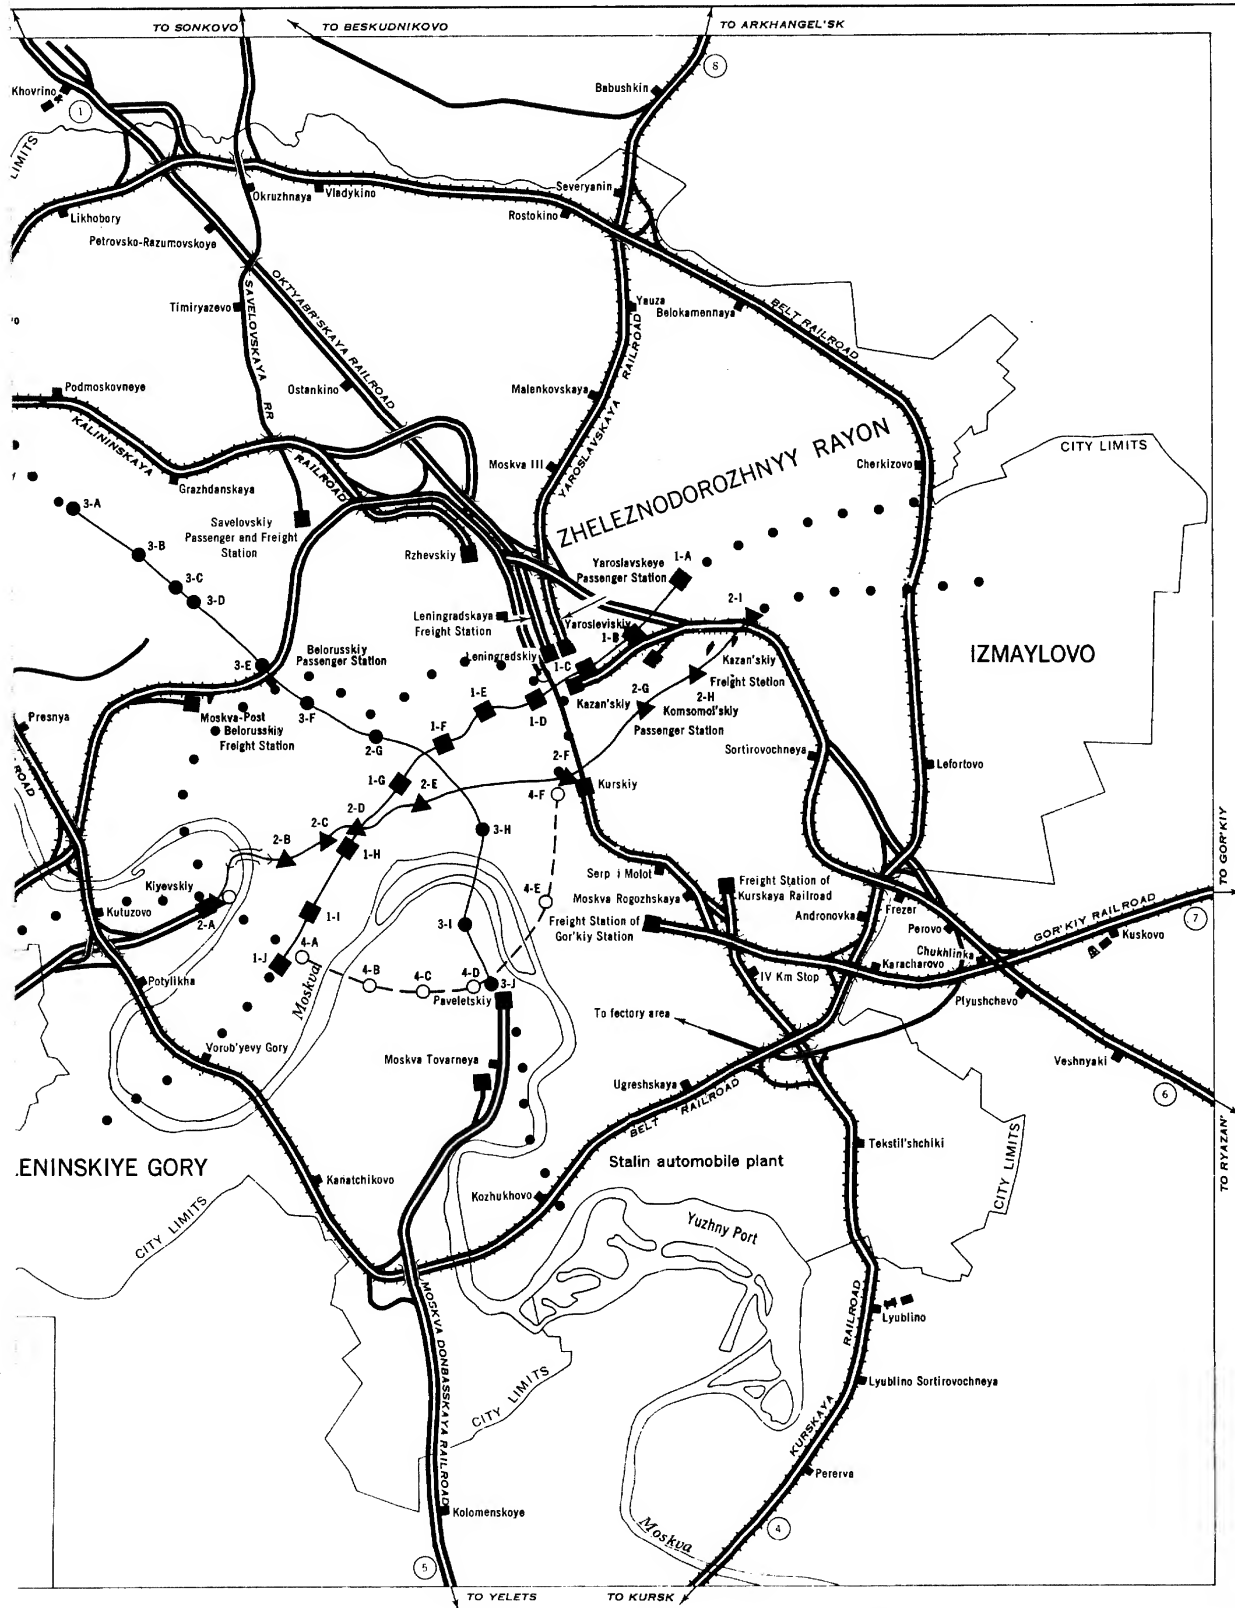 TO SONKOVO
TO BESKUDNIKOVO
TO ARKHANGEL'SK
8
Babushkin
Khovrino
1
LIMITS
Severyanin
Okruzhnaya
Vladykino
Rostokino
Likhobory
Petrovsko-Razumovskoye
Timiryazevo
SAVELOVSKAYA RR
OKTYABR'SKAYA RAILROAD
Yauza
Belokamennaya
BELT RAILROAD
Podmoskovneye
Ostankino
Malenkovskaya
YAROSLAVSKAYA RAILROAD
KALININSKAYA RAILROAD
Grazhdanskaya
Moskva III
ZHELEZNODOROZHNYY RAYON
Cherkizovo
CITY LIMITS
3-A
Savelovskiy
Passenger and Freight
Station
Rzhevskiy
3-B
3-C
3-D
Yaroslavskeye
Passenger Station
1-A
2-I
Leningradskaya
Freight Station
Yaroslevskiy
1-B
Leningradskiy
1-C
IZMAYLOVO
3-E
Belorusskiy
Passenger Station
Kazan'skiy
Freight Station
Kazan'skiy
2-G
2-H
Komsomol'skiy
Passenger Station
1-E
1-D
1-F
3-F
2-G
Presnya
Moskva-Post
Belorusskiy
Freight Station
ROAD
Sortirovochneya
Lefortovo
1-G
2-E
2-F
4-F
Kurskiy
2-D
2-C
2-B
1-H
3-H
TO GOR'KIY
Serp i Molot
Freight Station of
Kurskaya Railroad
Moskva Rogozhskaya
Kiyevskiy
Kutuzovo
2-A
1-I
4-E
3-I
Freight Station of
Gor'kiy Station
Andronovka
Frezer
Perovo
GOR'KIY RAILROAD
7
Kuskovo
Chukhlinka
4-A
1-J
Moskva
4-B
4-C
4-D
3-J
Paveletskiy
Potylikha
IV Km Stop
Karacharovo
Plyushchevo
To fectory area
Vorob'yevy Gory
Moskva Tovarneya
Ugreshskaya
Veshnyaki
6
BELT RAILROAD
TO RYAZAN'
Tekstil'shchiki
CITY LIMITS
Stalin automobile plant
LENINSKIYE GORY
Kanatchikovo
Kozhukhovo
CITY LIMITS
Yuzhny Port
MOSKVA DONBASSKAYA RAILROAD
Lyublino
CITY LIMITS
KURSKAYA RAILROAD
Lyublino Sortirovochneya
Pererva
Kolomenskoye
Moskva
4
5
TO YELETS
TO KURSK